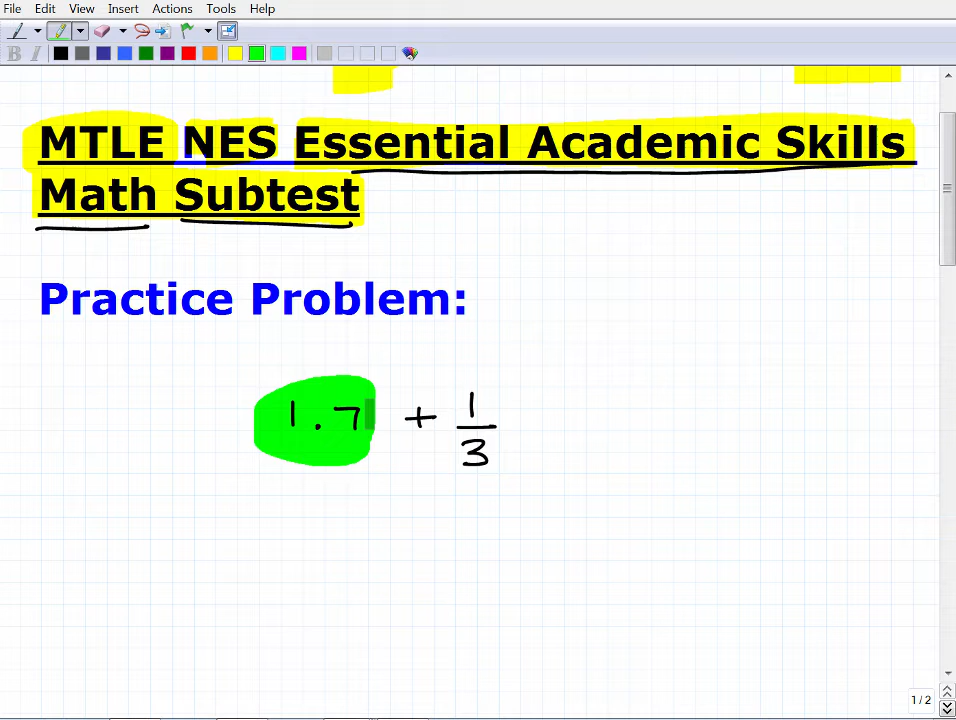 File Edit View Insert Actions Tools Help
B I
MTLE NES Essential Academic Skills
Math Subtest
Practice Problem:
1.7 + 1/3
1 / 2